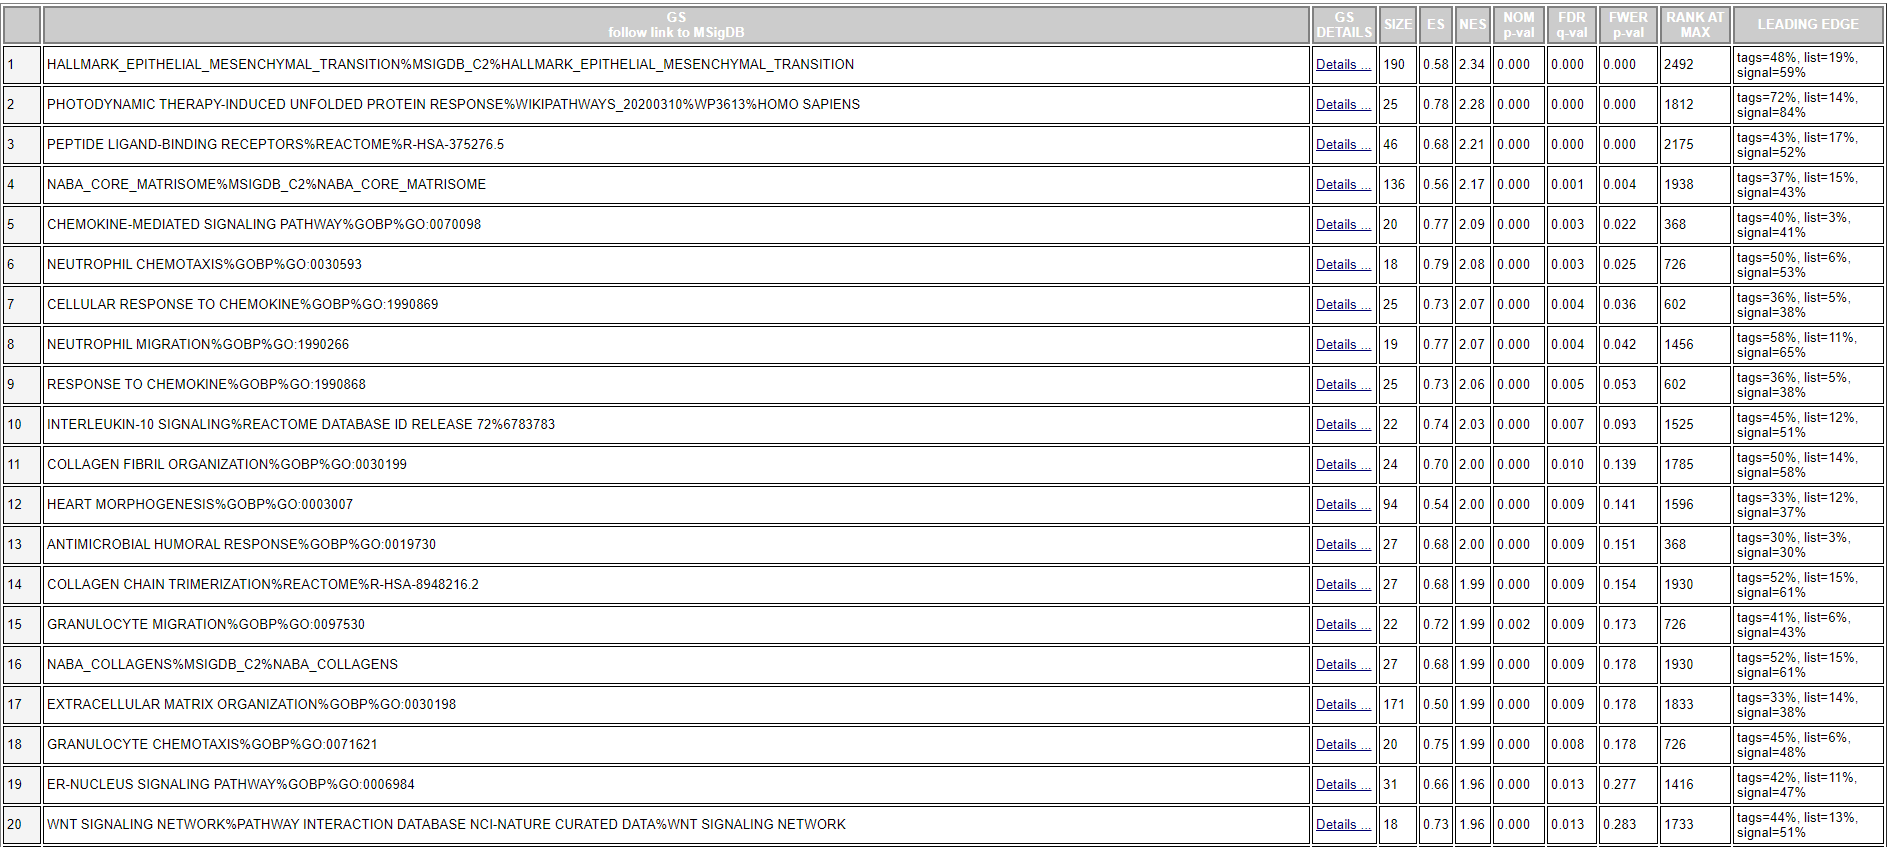 GS
follow link to MSigDB
GS
DETAILS
SIZE
ES
NES
NOM
p-val
FDR
q-val
FWER
p-val
RANK AT
MAX
LEADING EDGE
1 HALLMARK_EPITHELIAL_MESENCHYMAL_TRANSITION%MSIGDB_C2%HALLMARK_EPITHELIAL_MESENCHYMAL_TRANSITION Details ... 190 0.58 2.34 0.000 0.000 0.000 2492 tags=48%, list=19%,
signal=59%
2 PHOTODYNAMIC THERAPY-INDUCED UNFOLDED PROTEIN RESPONSE%WIKIPATHWAYS_20200310%WP3613%HOMO SAPIENS Details ... 25 0.78 2.28 0.000 0.000 0.000 1812 tags=72%, list=14%,
signal=84%
3 PEPTIDE LIGAND-BINDING RECEPTORS%REACTOME%R-HSA-375276.5 Details ... 46 0.68 2.21 0.000 0.000 0.000 2175 tags=43%, list=17%,
signal=52%
4 NABA_CORE_MATRISOME%MSIGDB_C2%NABA_CORE_MATRISOME Details ... 136 0.56 2.17 0.000 0.001 0.004 1938 tags=37%, list=15%,
signal=43%
5 CHEMOKINE-MEDIATED SIGNALING PATHWAY%GOBP%GO:0070098 Details ... 20 0.77 2.09 0.000 0.003 0.022 368 tags=40%, list=3%,
signal=41%
6 NEUTROPHIL CHEMOTAXIS%GOBP%GO:0030593 Details ... 18 0.79 2.08 0.000 0.003 0.025 726 tags=50%, list=6%,
signal=53%
7 CELLULAR RESPONSE TO CHEMOKINE%GOBP%GO:1990869 Details ... 25 0.73 2.07 0.000 0.004 0.036 602 tags=36%, list=5%,
signal=38%
8 NEUTROPHIL MIGRATION%GOBP%GO:1990266 Details ... 19 0.77 2.07 0.000 0.004 0.042 1456 tags=58%, list=11%,
signal=65%
9 RESPONSE TO CHEMOKINE%GOBP%GO:1990868 Details ... 25 0.73 2.06 0.000 0.005 0.053 602 tags=36%, list=5%,
signal=38%
10 INTERLEUKIN-10 SIGNALING%REACTOME DATABASE ID RELEASE 72%6783783 Details ... 22 0.74 2.03 0.000 0.007 0.093 1525 tags=45%, list=12%,
signal=51%
11 COLLAGEN FIBRIL ORGANIZATION%GOBP%GO:0030199 Details ... 24 0.70 2.00 0.000 0.010 0.139 1785 tags=50%, list=14%,
signal=58%
12 HEART MORPHOGENESIS%GOBP%GO:0003007 Details ... 94 0.54 2.00 0.000 0.009 0.141 1596 tags=33%, list=12%,
signal=37%
13 ANTIMICROBIAL HUMORAL RESPONSE%GOBP%GO:0019730 Details ... 27 0.68 2.00 0.000 0.009 0.151 368 tags=30%, list=3%,
signal=30%
14 COLLAGEN CHAIN TRIMERIZATION%REACTOME%R-HSA-8948216.2 Details ... 27 0.68 1.99 0.000 0.009 0.154 1930 tags=52%, list=15%,
signal=61%
15 GRANULOCYTE MIGRATION%GOBP%GO:0097530 Details ... 22 0.72 1.99 0.002 0.009 0.173 726 tags=41%, list=6%,
signal=43%
16 NABA_COLLAGENS%MSIGDB_C2%NABA_COLLAGENS Details ... 27 0.68 1.99 0.000 0.009 0.178 1930 tags=52%, list=15%,
signal=61%
17 EXTRACELLULAR MATRIX ORGANIZATION%GOBP%GO:0030198 Details ... 171 0.50 1.99 0.000 0.009 0.178 1833 tags=33%, list=14%,
signal=38%
18 GRANULOCYTE CHEMOTAXIS%GOBP%GO:0071621 Details ... 20 0.75 1.99 0.000 0.008 0.178 726 tags=45%, list=6%,
signal=48%
19 ER-NUCLEUS SIGNALING PATHWAY%GOBP%GO:0006984 Details ... 31 0.66 1.96 0.000 0.013 0.277 1416 tags=42%, list=11%,
signal=47%
20 WNT SIGNALING NETWORK%PATHWAY INTERACTION DATABASE NCI-NATURE CURATED DATA%WNT SIGNALING NETWORK Details ... 18 0.73 1.96 0.000 0.013 0.283 1733 tags=44%, list=13%,
signal=51%